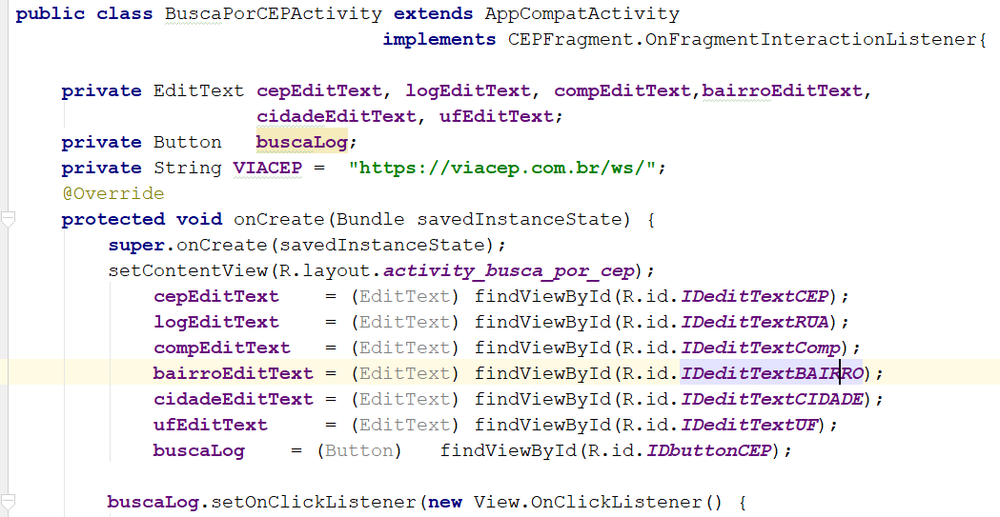 public class BuscaPorCEPActivity extends AppCompatActivity
implements CEPFragment.OnFragmentInteractionListener{
private EditText cepEditText, logEditText, compEditText,bairroEditText,
cidadeEditText, ufEditText;
private Button buscaLog;
private String VIACEP = "https://viacep.com.br/ws/";
@Override
protected void onCreate(Bundle savedInstanceState) {
super.onCreate(savedInstanceState);
setContentView(R.layout.activity_busca_por_cep);
cepEditText = (EditText) findViewById(R.id.IDeditTextCEP);
logEditText = (EditText) findViewById(R.id.IDeditTextRUA);
compEditText = (EditText) findViewById(R.id.IDeditTextComp);
bairroEditText = (EditText) findViewById(R.id.IDeditTextBAIRRO);
cidadeEditText = (EditText) findViewById(R.id.IDeditTextCIDADE);
ufEditText = (EditText) findViewById(R.id.IDeditTextUF);
buscaLog = (Button) findViewById(R.id.IDbuttonCEP);
buscaLog.setOnClickListener(new View.OnClickListener() {